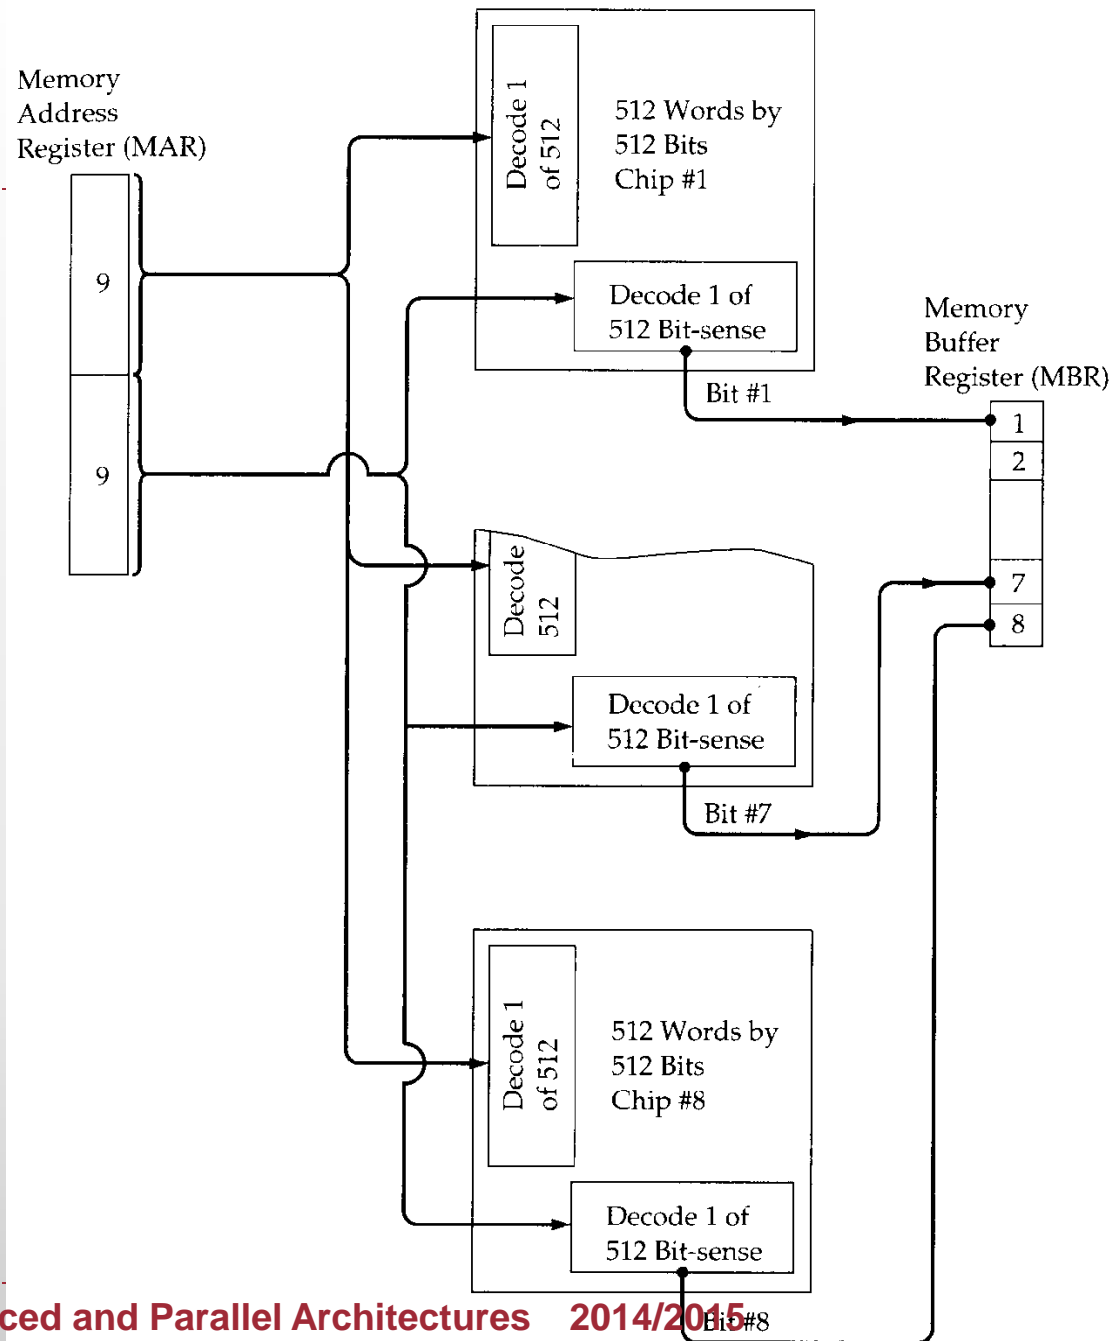 Memory
Address
Register (MAR)
9
9
Decode 1
of 512
512 Words by
512 Bits
Chip #1
Decode 1 of
512 Bit-sense
Bit #1
Memory
Buffer
Register (MBR)
1
2
7
8
Decode
512
Decode 1 of
512 Bit-sense
Bit #7
Decode 1
of 512
512 Words by
512 Bits
Chip #8
Decode 1 of
512 Bit-sense
Bit #8
ced and Parallel Architectures 2014/2015